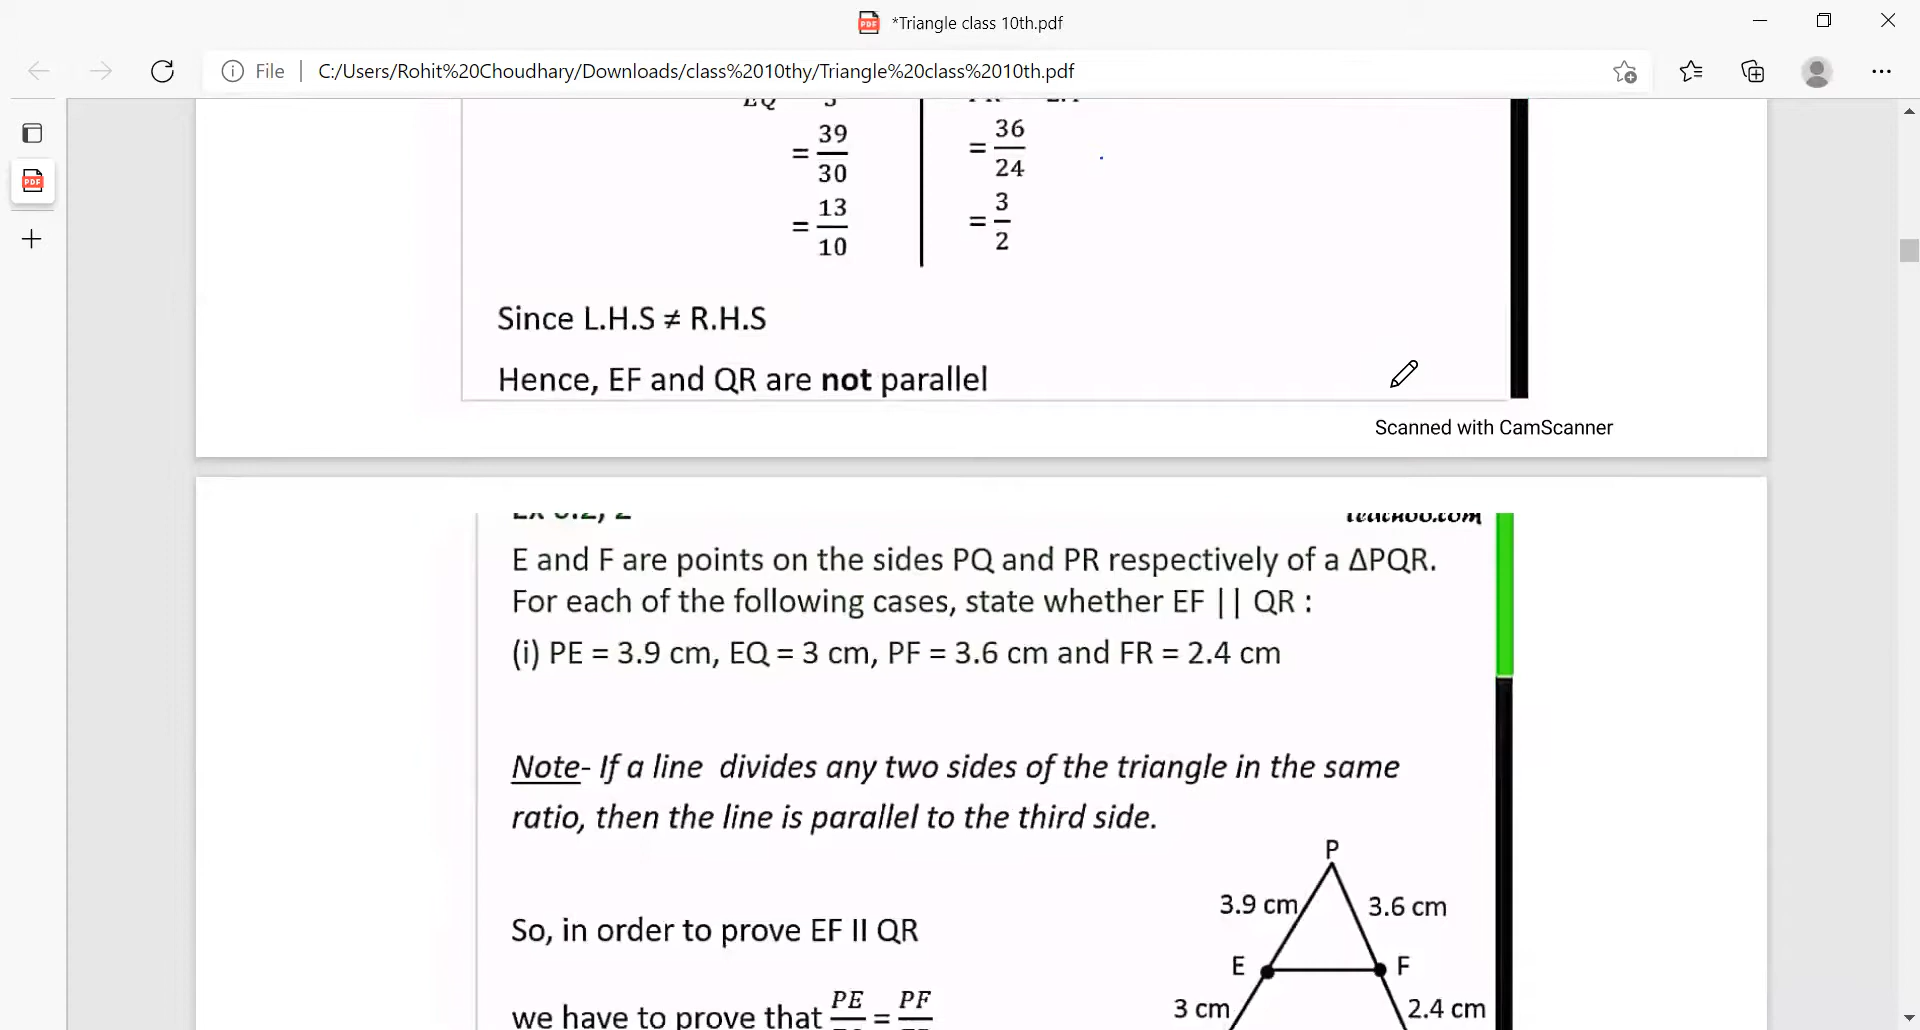 *Triangle class 10th.pdf
File | C:/Users/Rohit%20Choudhary/Downloads/class%2010thy/Triangle%20class%2010th.pdf
= 39/30 = 36/24
= 13/10 = 3/2
Since L.H.S ≠ R.H.S
Hence, EF and QR are not parallel
Scanned with CamScanner
E and F are points on the sides PQ and PR respectively of a ΔPQR.
For each of the following cases, state whether EF || QR :
(i) PE = 3.9 cm, EQ = 3 cm, PF = 3.6 cm and FR = 2.4 cm
Note- If a line divides any two sides of the triangle in the same
ratio, then the line is parallel to the third side.
P
3.9 cm 3.6 cm
So, in order to prove EF II QR
E F
we have to prove that PE = PF
3 cm 2.4 cm